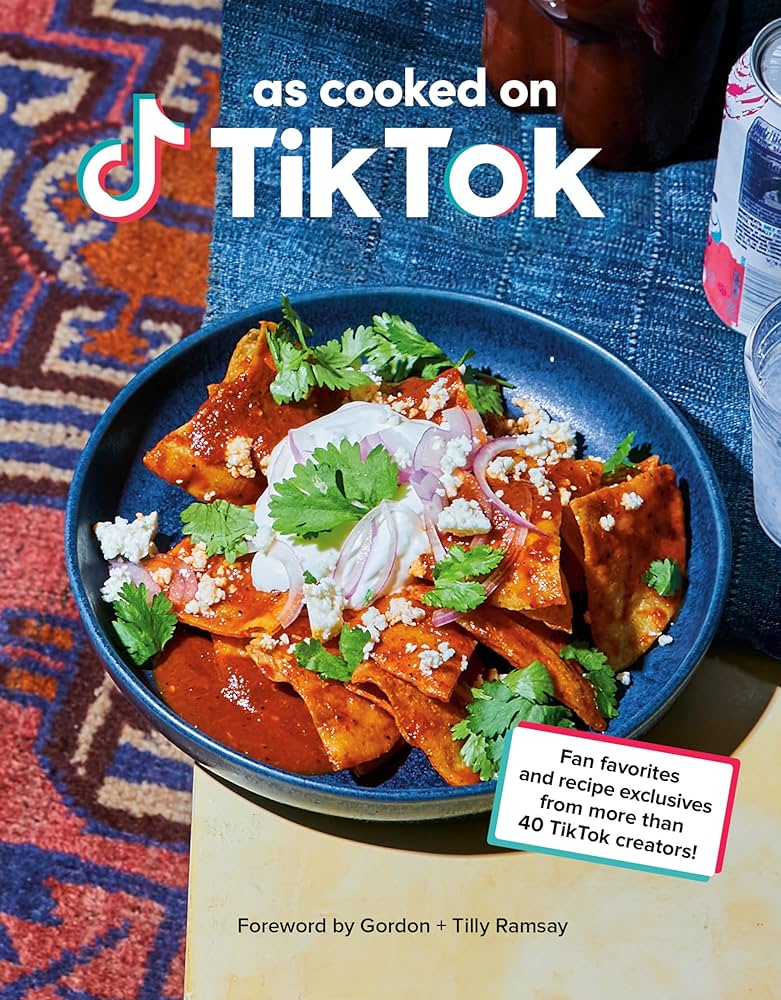 as cooked on
TikTok
Fan favorites
and recipe exclusives
from more than
40 TikTok creators!
Foreword by Gordon + Tilly Ramsay